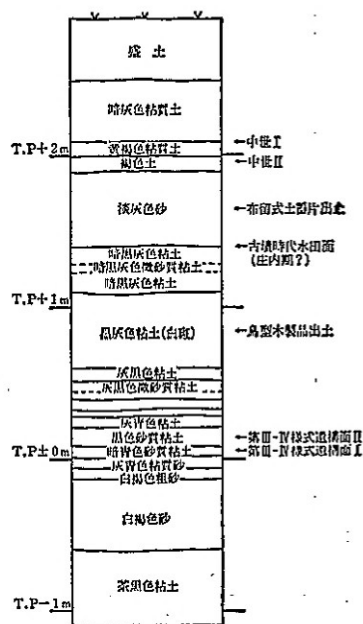 盛土
暗灰色粘質土
T.P+2m
黄褐色粘質土
←中世I
褐色土
←中世II
淡灰色砂
←布留式土器片出土
暗黒灰色粘土
←古墳時代水田面
(庄内期?)
暗黒灰色微砂質粘土
暗黒灰色粘土
T.P+1m
黒灰色粘土(白斑)
←鳥型木製品出土
灰黒色粘土
灰黒色微砂質粘土
灰青色粘土
黒色砂質粘土
←第III-IV様式遺構面II
T.P±0m
暗青色砂質粘土
←第III-IV様式遺構面I
灰青色粘質砂
白褐色粗砂
白褐色砂
茶黒色粘土
T.P-1m